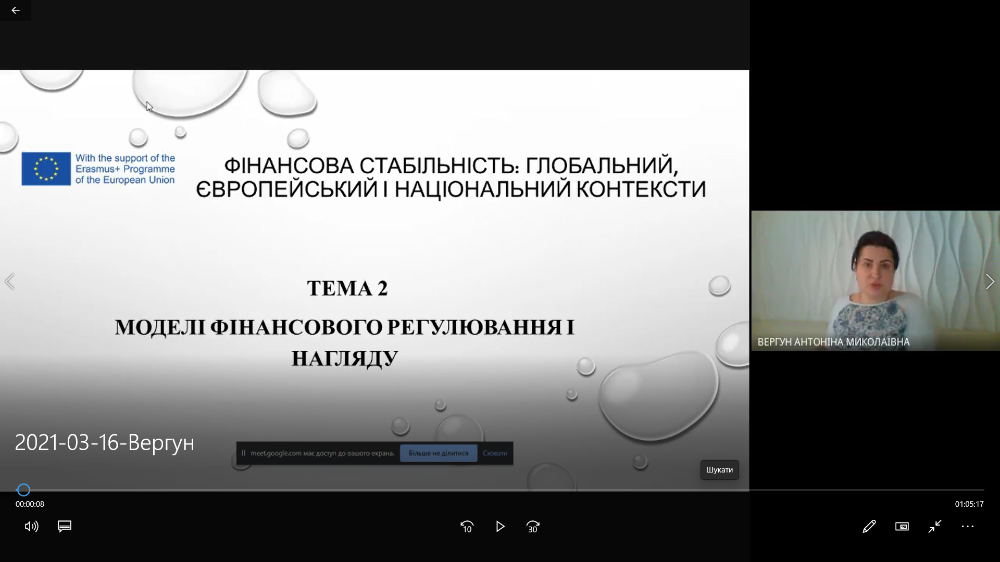 With the support of the
Erasmus+ Programme
of the European Union
ФІНАНСОВА СТАБІЛЬНІСТЬ: ГЛОБАЛЬНИЙ,
ЄВРОПЕЙСЬКИЙ І НАЦІОНАЛЬНИЙ КОНТЕКСТИ
ТЕМА 2
МОДЕЛІ ФІНАНСОВОГО РЕГУЛЮВАННЯ І
НАГЛЯДУ
ВЕРГУН АНТОНІНА МИКОЛАЇВНА
2021-03-16-Вергун
meet.google.com має доступ до вашого екрана. Більше не ділитися Сховати
Шукати
00:00:08 01:05:17
10 30